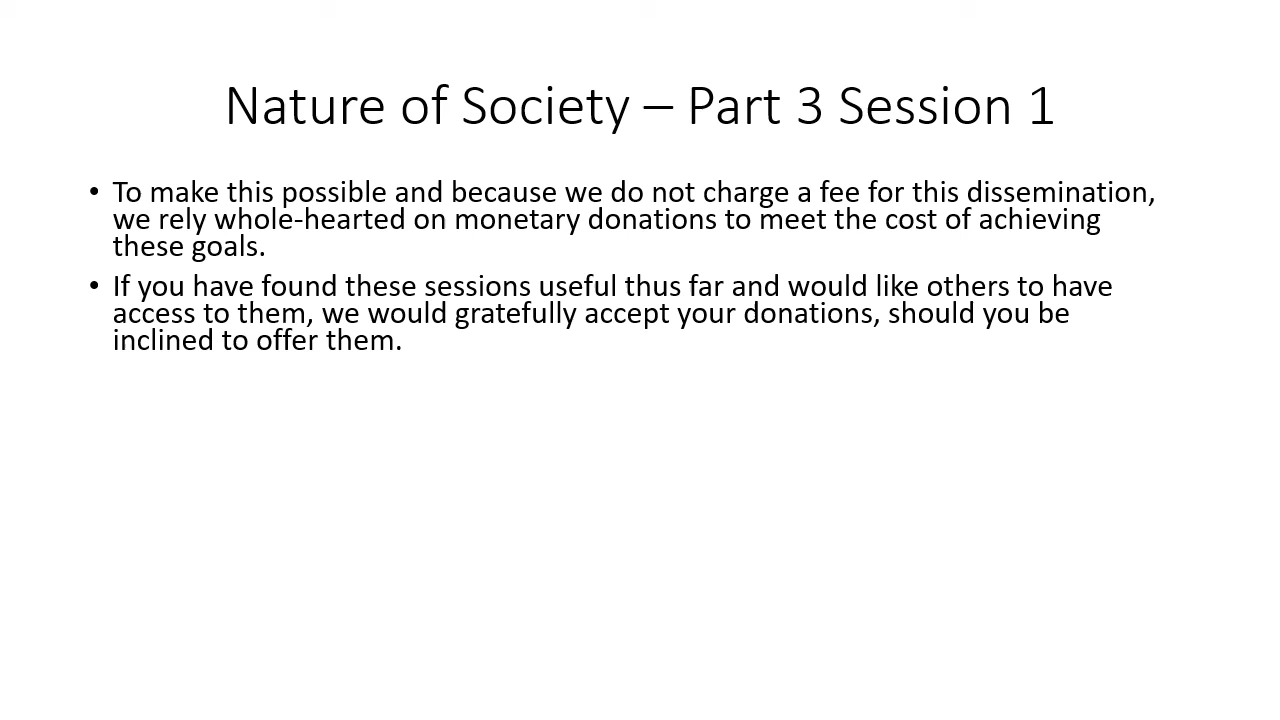 Nature of Society – Part 3 Session 1
• To make this possible and because we do not charge a fee for this dissemination,
we rely whole-hearted on monetary donations to meet the cost of achieving
these goals.
• If you have found these sessions useful thus far and would like others to have
access to them, we would gratefully accept your donations, should you be
inclined to offer them.